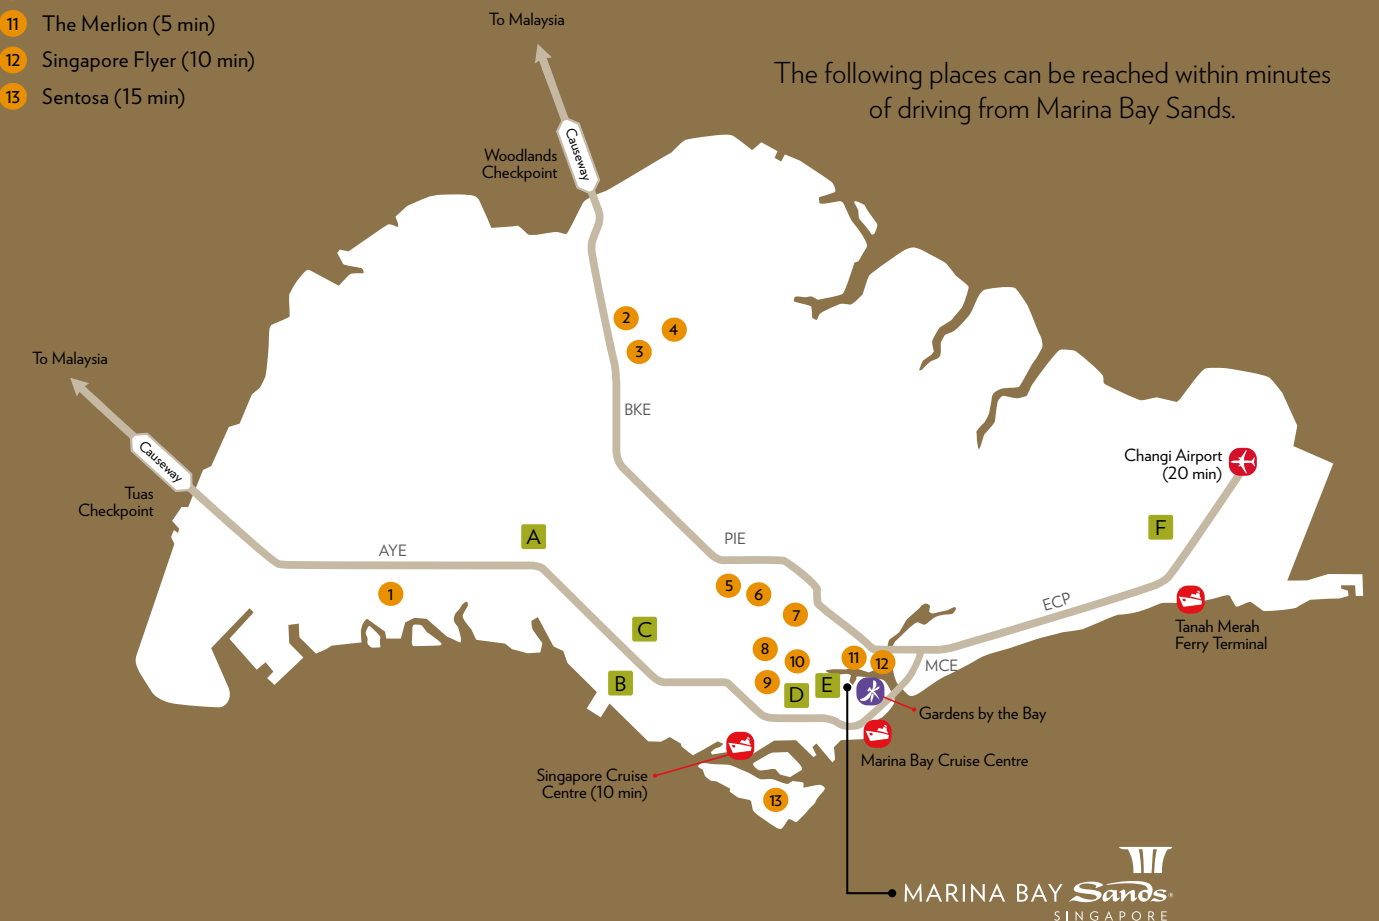 11 The Merlion (5 min)
12 Singapore Flyer (10 min)
13 Sentosa (15 min)
To Malaysia
The following places can be reached within minutes
of driving from Marina Bay Sands.
Causeway
Woodlands
Checkpoint
2
4
3
To Malaysia
BKE
Causeway
Changi Airport
(20 min)
Tuas
Checkpoint
F
A
PIE
AYE
5
6
1
ECP
7
C
Tanah Merah
Ferry Terminal
8
10
11
12
MCE
B
9
D
E
Gardens by the Bay
Marina Bay Cruise Centre
Singapore Cruise
Centre (10 min)
13
MARINA BAY Sands®
SINGAPORE